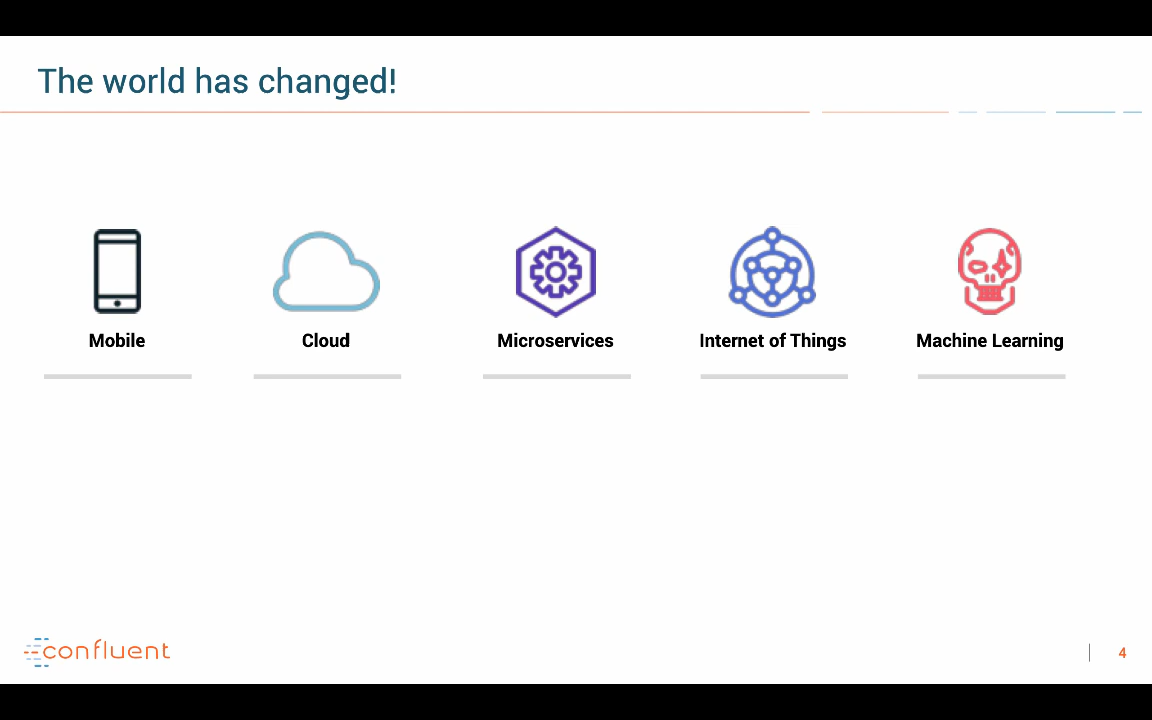 The world has changed!
Mobile
Cloud
Microservices
Internet of Things
Machine Learning
confluent
4